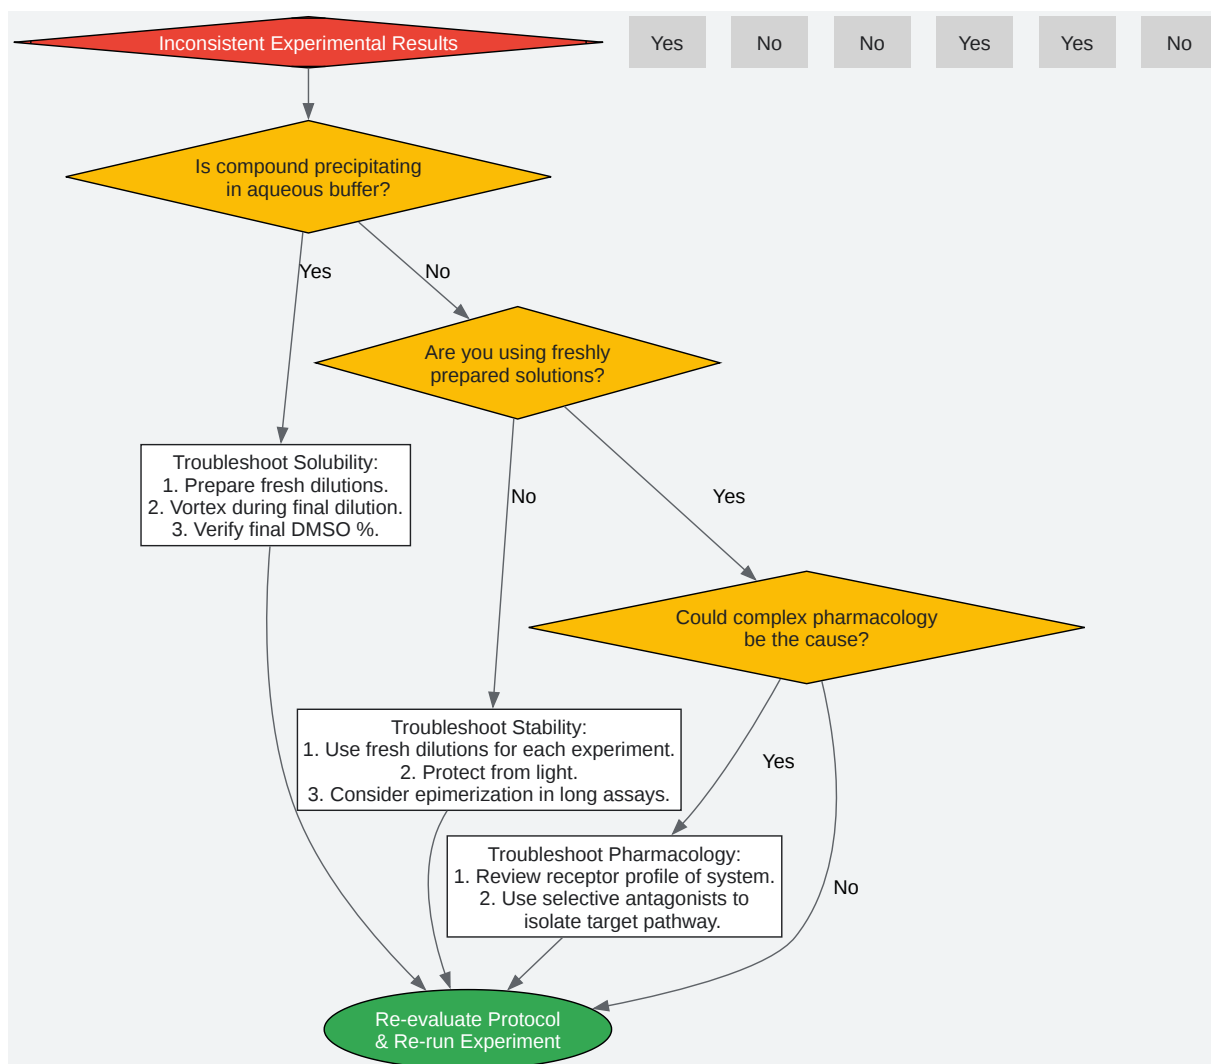 Inconsistent Experimental Results
Yes
No
No
Yes
Yes
No
Is compound precipitating
in aqueous buffer?
Yes
No
Are you using freshly
prepared solutions?
Troubleshoot Solubility:
1. Prepare fresh dilutions.
2. Vortex during final dilution.
3. Verify final DMSO %.
No
Yes
Could complex pharmacology
be the cause?
Troubleshoot Stability:
1. Use fresh dilutions for each experiment.
2. Protect from light.
3. Consider epimerization in long assays.
Yes
No
Troubleshoot Pharmacology:
1. Review receptor profile of system.
2. Use selective antagonists to
isolate target pathway.
Re-evaluate Protocol
& Re-run Experiment